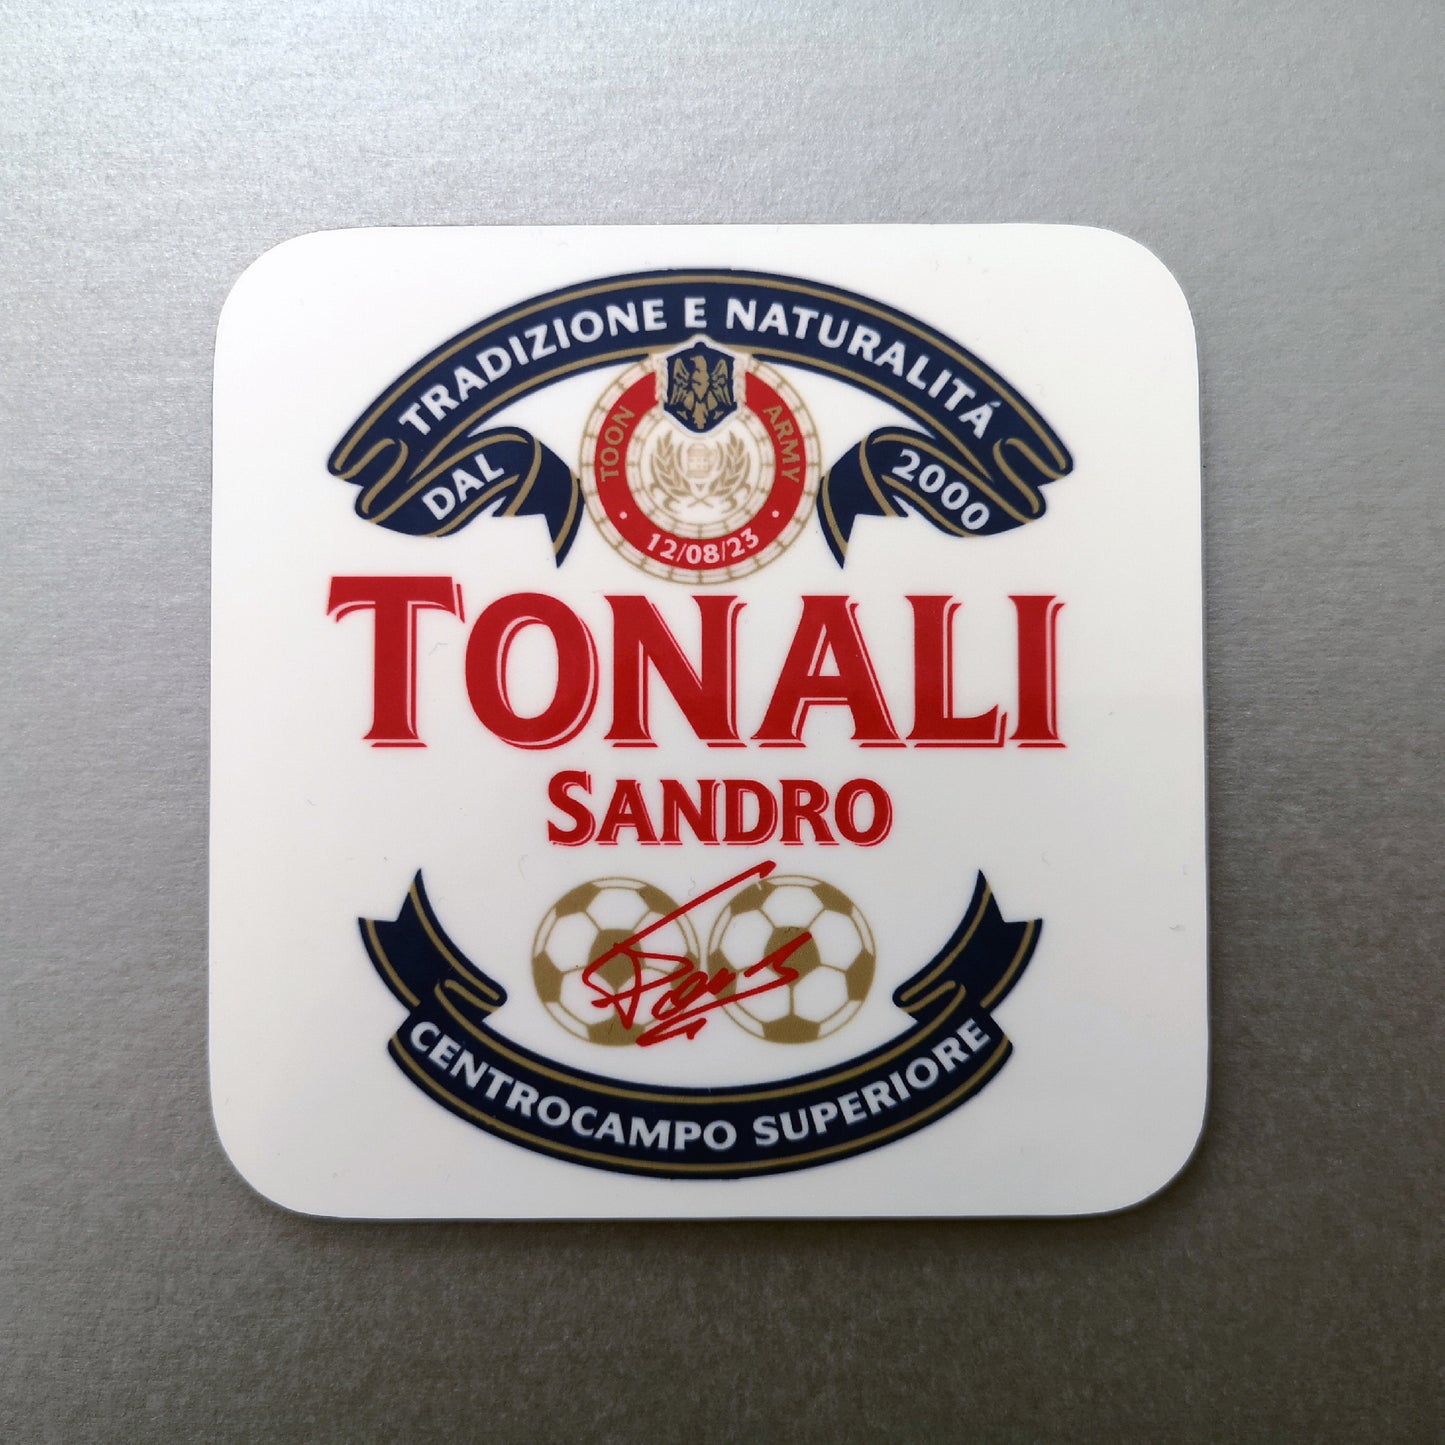 TRADIZIONE E NATURALITÁ
DAL 2000
TOON ARMY
12/08/23
TONALI
SANDRO
CENTROCAMPO SUPERIORE